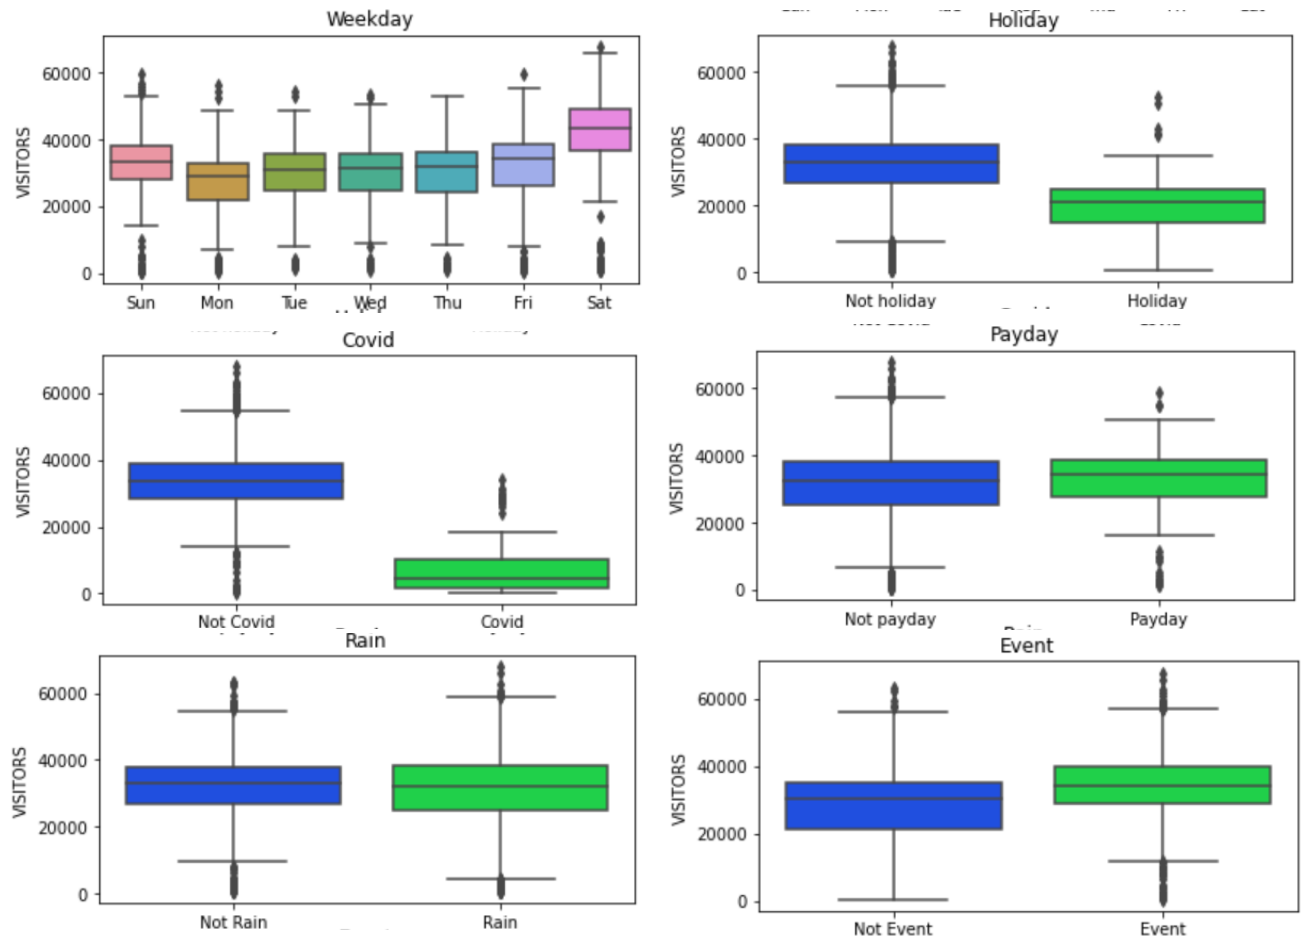 Weekday
VISITORS
60000
40000
20000
0
Sun Mon Tue Wed Thu Fri Sat
Holiday
VISITORS
60000
40000
20000
0
Not holiday Holiday
Covid
VISITORS
60000
40000
20000
0
Not Covid Covid
Payday
VISITORS
60000
40000
20000
0
Not payday Payday
Rain
VISITORS
60000
40000
20000
0
Not Rain Rain
Event
VISITORS
60000
40000
20000
0
Not Event Event